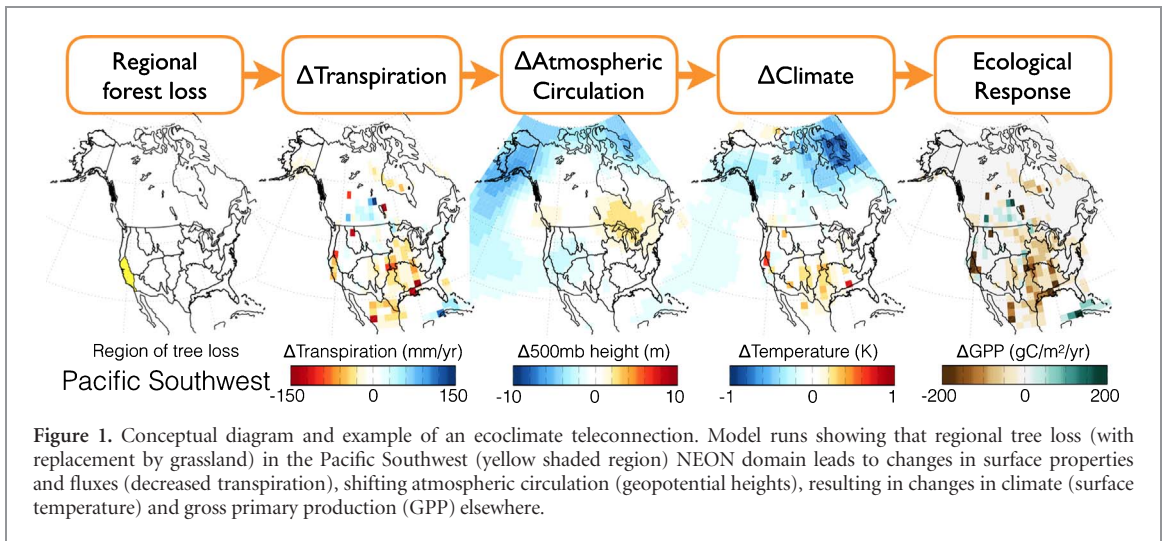 Regional
forest loss
ΔTranspiration
ΔAtmospheric
Circulation
ΔClimate
Ecological
Response
Region of tree loss
Pacific Southwest
ΔTranspiration (mm/yr)
-150 0 150
Δ500mb height (m)
-10 0 10
ΔTemperature (K)
-1 0 1
ΔGPP (gC/m²/yr)
-200 0 200
Figure 1. Conceptual diagram and example of an ecoclimate teleconnection. Model runs showing that regional tree loss (with
replacement by grassland) in the Pacific Southwest (yellow shaded region) NEON domain leads to changes in surface properties
and fluxes (decreased transpiration), shifting atmospheric circulation (geopotential heights), resulting in changes in climate (surface
temperature) and gross primary production (GPP) elsewhere.